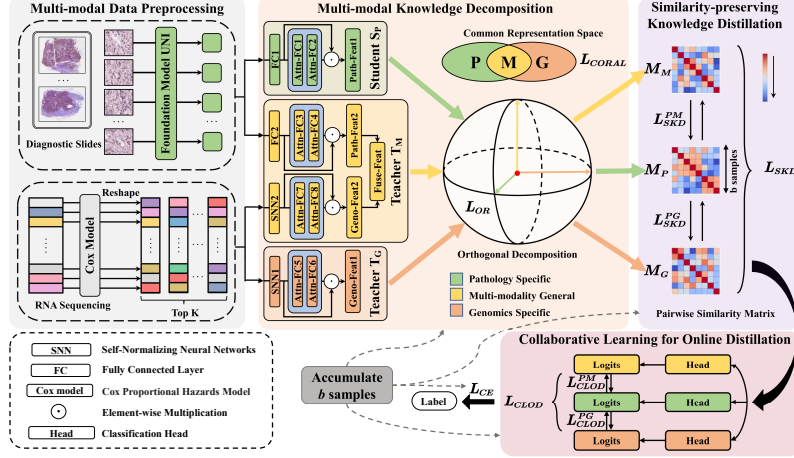 Multi-modal Data Preprocessing
Diagnostic Slides
Foundation Model UNI
Reshape
Cox Model
RNA Sequencing
Top K
Multi-modal Knowledge Decomposition
FC1
Attn-FC1
Attn-FC2
Path-Feat1
Student S_P
FC2
Attn-FC3
Attn-FC4
Path-Feat2
SNN2
Attn-FC7
Attn-FC8
Geno-Feat2
Fuse-Feat
Teacher T_M
SNN1
Attn-FC5
Attn-FC6
Geno-Feat1
Teacher T_G
Common Representation Space
P M G
L_CORAL
L_OR
Orthogonal Decomposition
Pathology Specific
Multi-modality General
Genomics Specific
Similarity-preserving
Knowledge Distillation
M_M
L_SKD^PM
M_P
b samples
L_SKD
L_SKD^PG
M_G
Pairwise Similarity Matrix
SNN Self-Normalizing Neural Networks
FC Fully Connected Layer
Cox model Cox Proportional Hazards Model
Element-wise Multiplication
Head Classification Head
Accumulate
b samples
L_CE
Label
Collaborative Learning for Online Distillation
L_CLOD
Logits Head
L_CLOD^PM
Logits Head
L_CLOD^PG
Logits Head